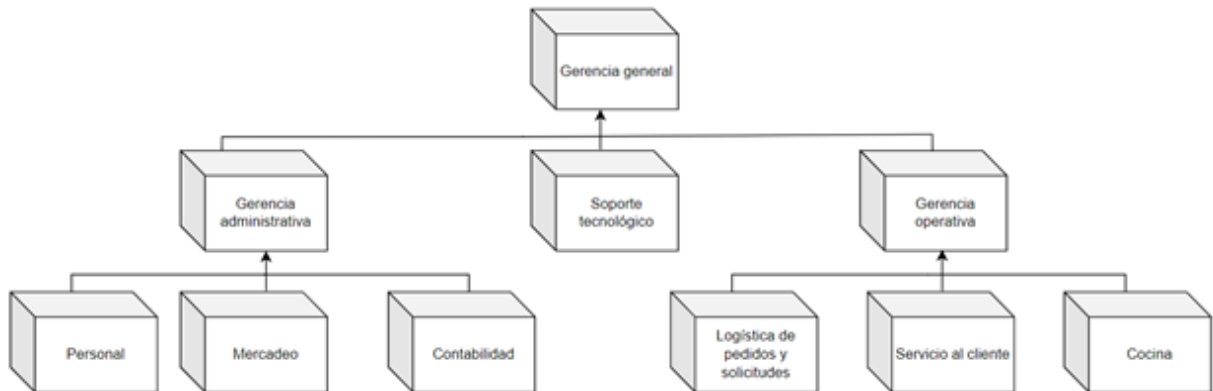 Gerencia general
Gerencia
administrativa
Soporte
tecnológico
Gerencia
operativa
Personal
Mercadeo
Contabilidad
Logística de
pedidos y
solicitudes
Servicio al cliente
Cocina